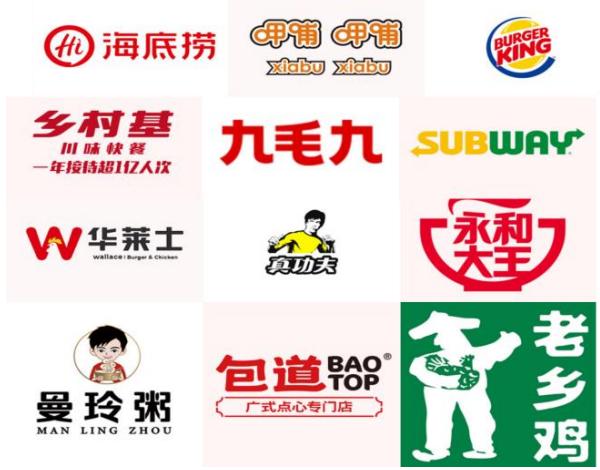 Hi 海底捞
呷哺 呷哺
xiabu xiabu
BURGER
KING
乡村基
川味快餐
一年接待超1亿人次
九毛九
SUBWAY
华莱士
wallace | Burger & Chicken
真功夫
永和
大王
曼玲粥
MAN LING ZHOU
包道 BAO
TOP ®
广式点心专门店
老乡鸡